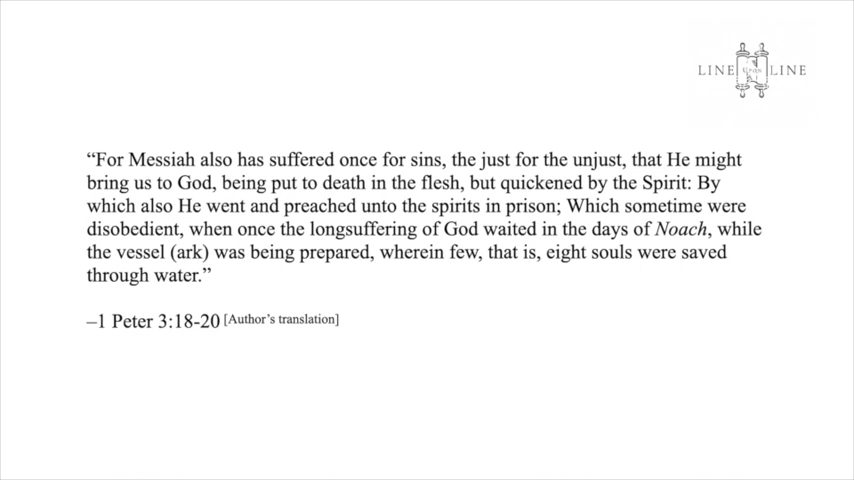 LINE upon LINE
“For Messiah also has suffered once for sins, the just for the unjust, that He might
bring us to God, being put to death in the flesh, but quickened by the Spirit: By
which also He went and preached unto the spirits in prison; Which sometime were
disobedient, when once the longsuffering of God waited in the days of Noach, while
the vessel (ark) was being prepared, wherein few, that is, eight souls were saved
through water.”
–1 Peter 3:18-20 [Author’s translation]